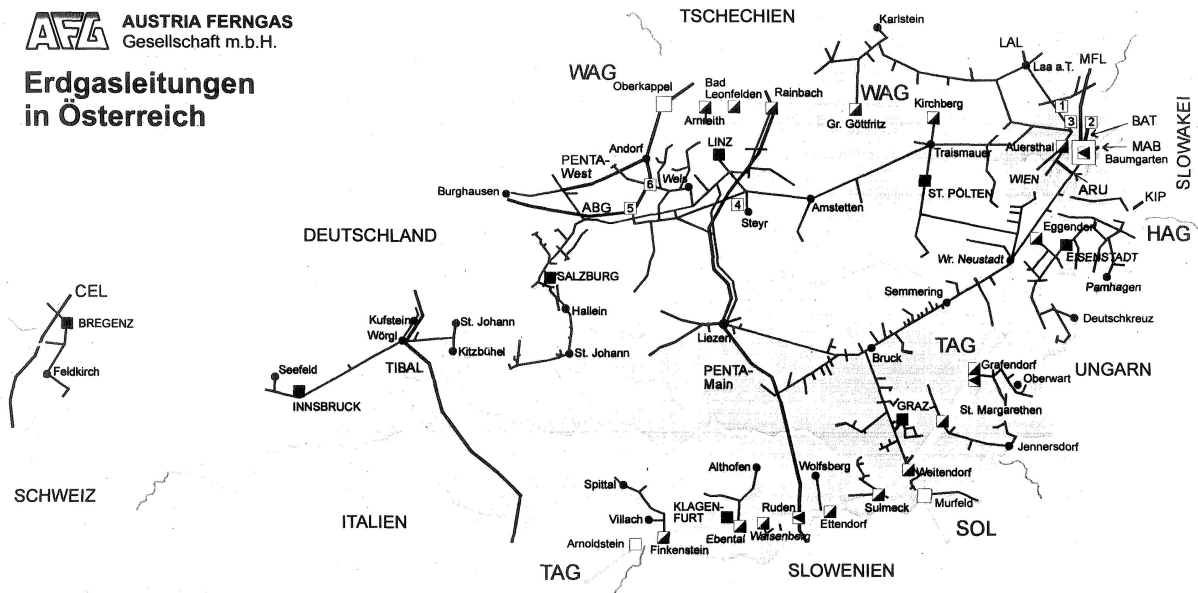 AFG AUSTRIA FERNGAS
Gesellschaft m.b.H.
Erdgasleitungen
in Österreich
TSCHECHIEN
Karlstein
LAL
Laa a.T.
MFL
SLOWAKEI
WAG
Oberkappel
Bad
Leonfelden
Rainbach
Arnreith
WAG
Gr. Göttfritz
Kirchberg
1
3
2
BAT
MAB
Baumgarten
Auersthal
LINZ
Andorf
PENTA-
West
Traismauer
WIEN
ARU
KIP
Burghausen
6
Wels
5
ABG
4
Steyr
Amstetten
ST. PÖLTEN
HAG
DEUTSCHLAND
Eggendorf
EISENSTADT
Wr. Neustadt
SALZBURG
Pamhagen
CEL
BREGENZ
Semmering
Hallein
Kufstein
Wörgl
St. Johann
Kitzbühel
Deutschkreuz
Liezen
TIBAL
St. Johann
Bruck
TAG
Feldkirch
Seefeld
INNSBRUCK
PENTA-
Main
Grafendorf
Oberwart
UNGARN
GRAZ
St. Margarethen
Jennersdorf
SCHWEIZ
ITALIEN
Spittal
Althofen
Wolfsberg
Weitendorf
Villach
KLAGEN-
FURT
Ruden
Sulmeck
Murfeld
Ebental
Waisenberg
Ettendorf
SOL
Arnoldstein
Finkenstein
TAG
SLOWENIEN